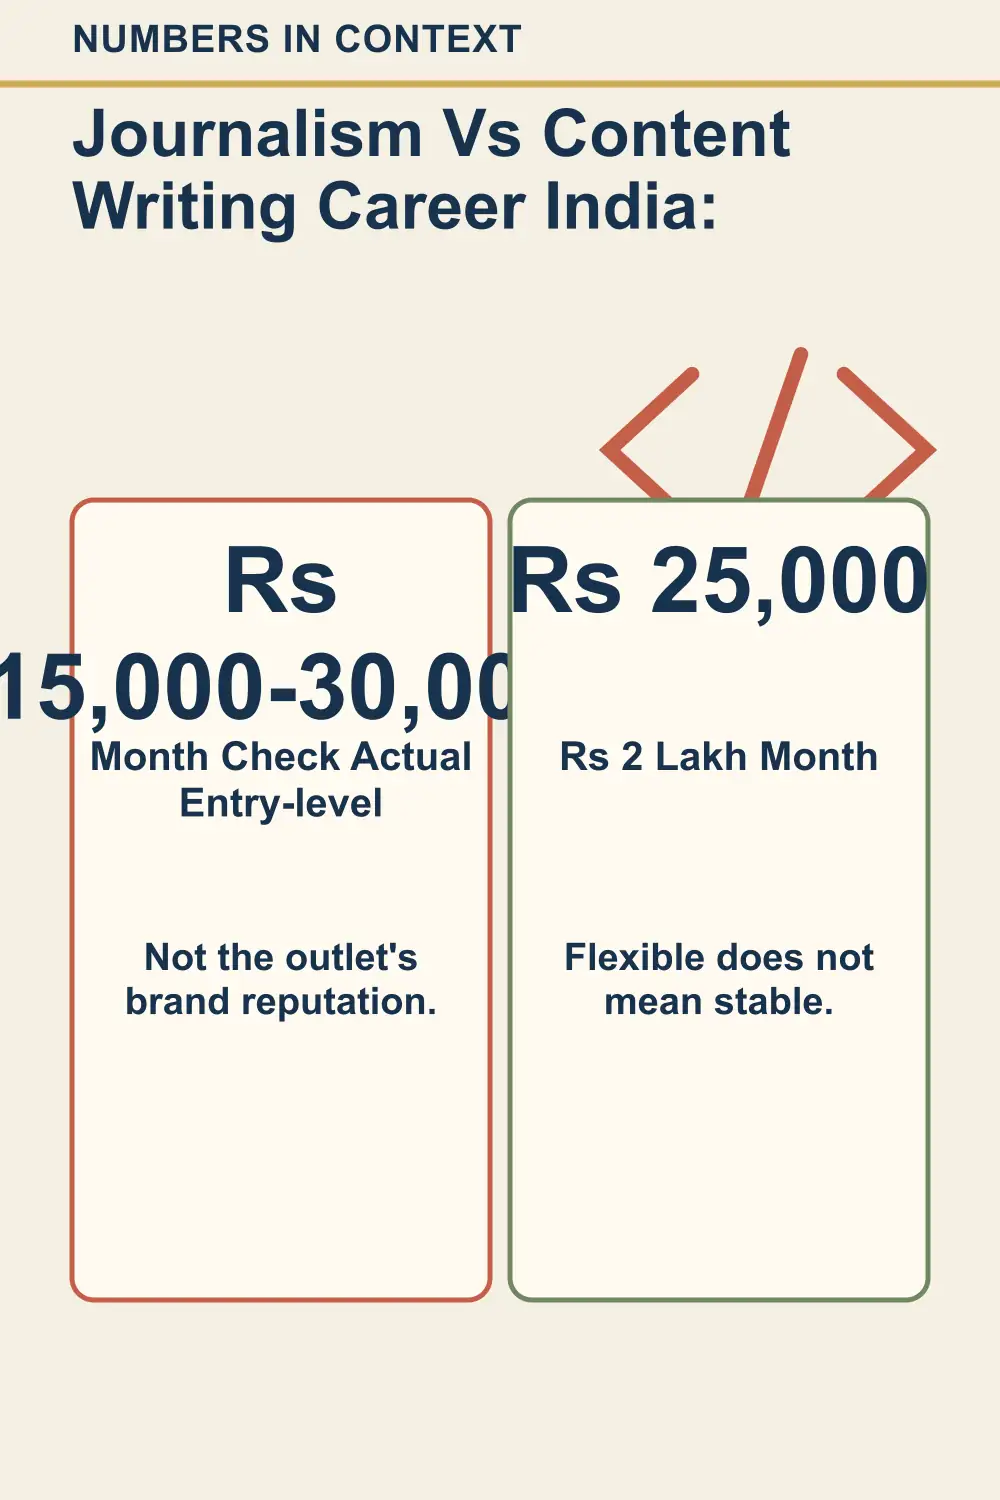 NUMBERS IN CONTEXT
Journalism Vs Content
Writing Career India:
Rs
15,000-30,00
Month Check Actual
Entry-level
Not the outlet's
brand reputation.
Rs 25,000
Rs 2 Lakh Month
Flexible does not
mean stable.